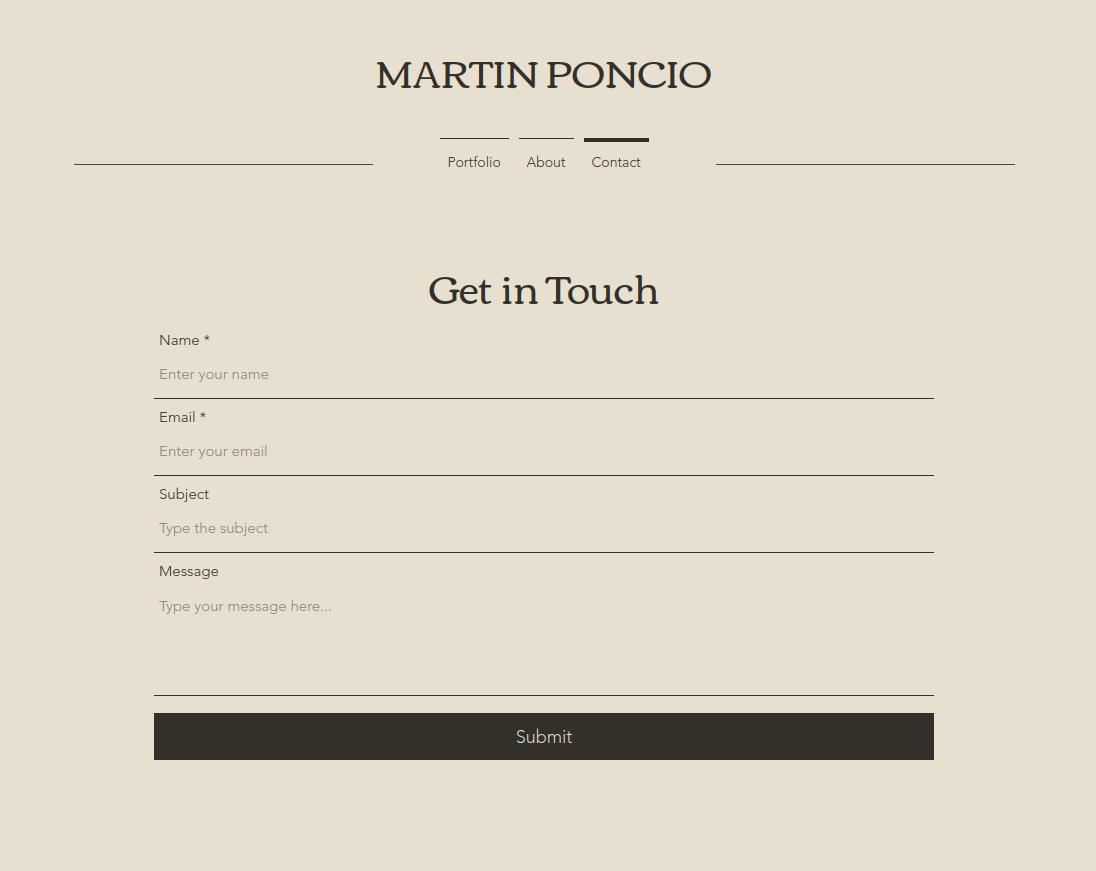 MARTIN PONCIO
Portfolio About Contact
Get in Touch
Name *
Enter your name
Email *
Enter your email
Subject
Type the subject
Message
Type your message here...
Submit